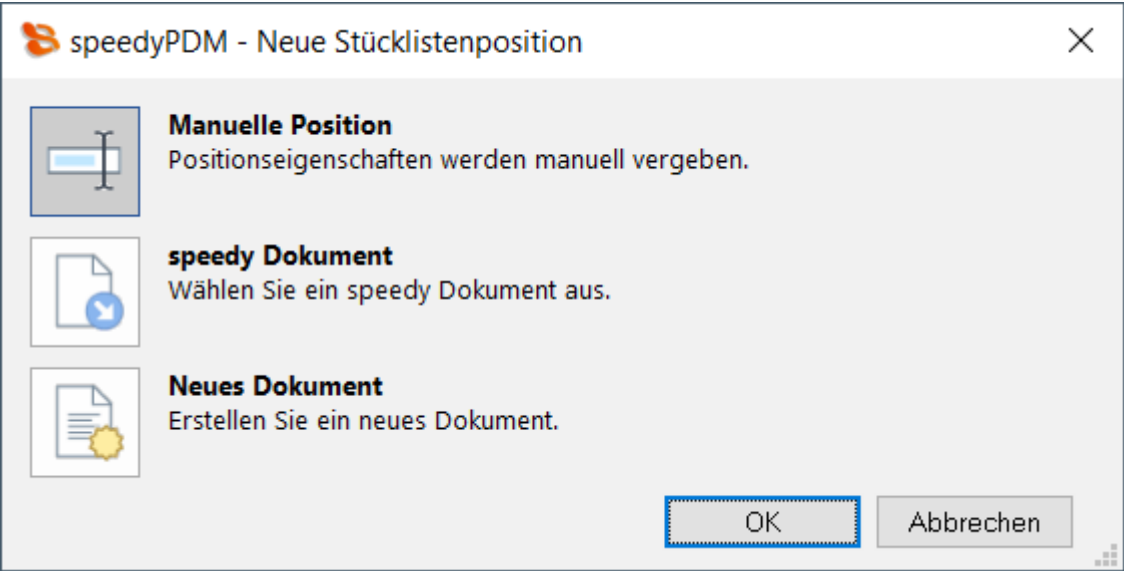 speedyPDM - Neue Stücklistenposition
Manuelle Position
Positionseigenschaften werden manuell vergeben.
speedy Dokument
Wählen Sie ein speedy Dokument aus.
Neues Dokument
Erstellen Sie ein neues Dokument.
OK Abbrechen